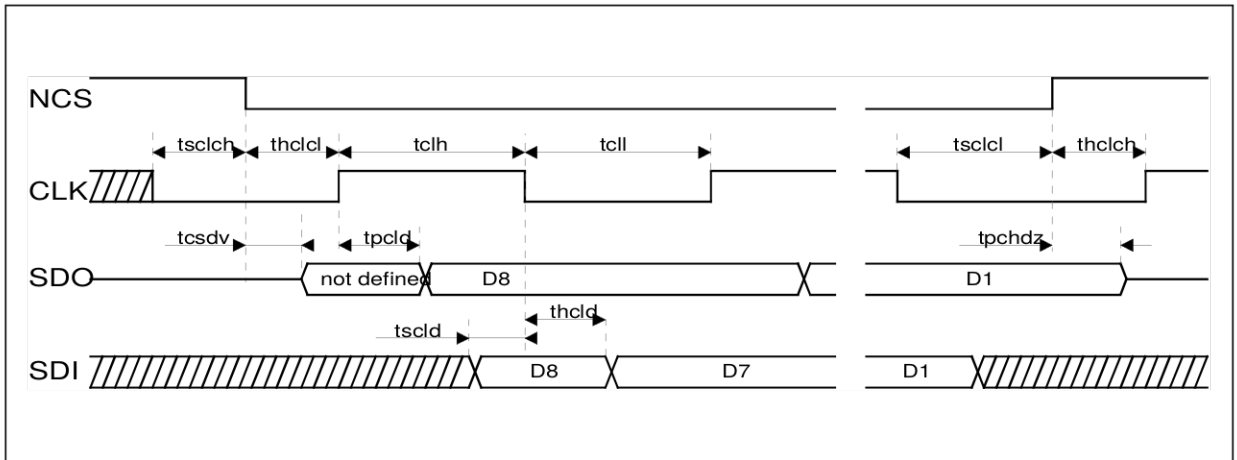 NCS
tsclch thclcl tclh tcll tsclcl thclch
CLK
tcsdv tpcld tpchdz
SDO not defined D8 D1
thcld
tscld
SDI D8 D7 D1